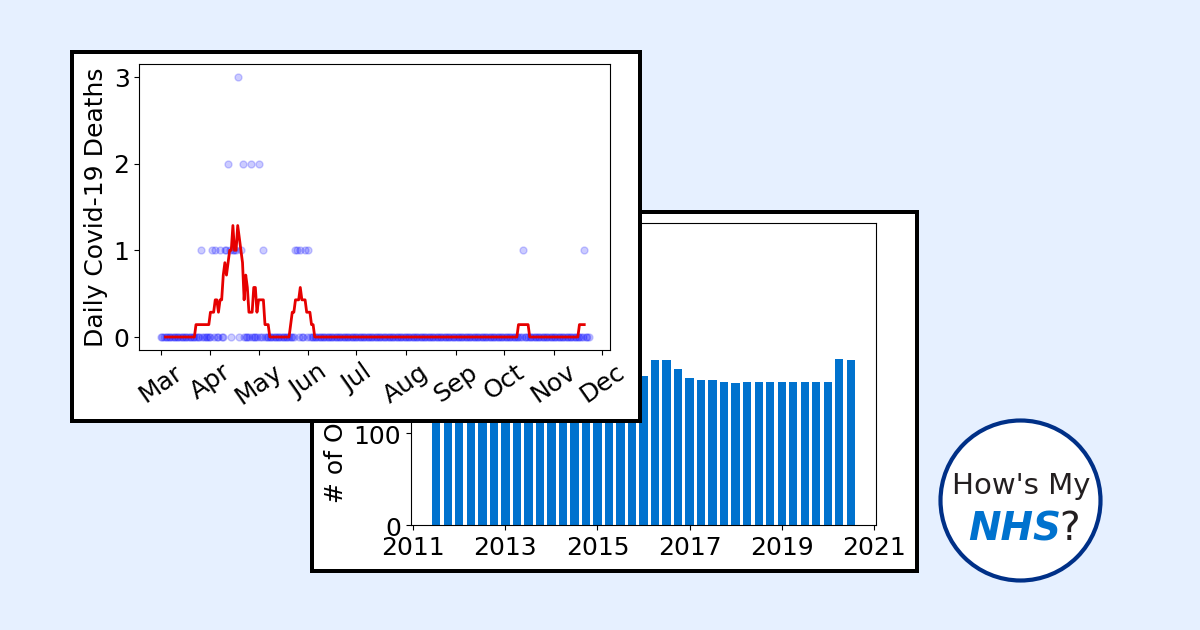 Daily Covid-19 Deaths
3
2
1
0
Mar
Apr
May
Jun
Jul
Aug
Sep
Oct
Nov
Dec
# of O
100
0
2011
2013
2015
2017
2019
2021
How's My
NHS?